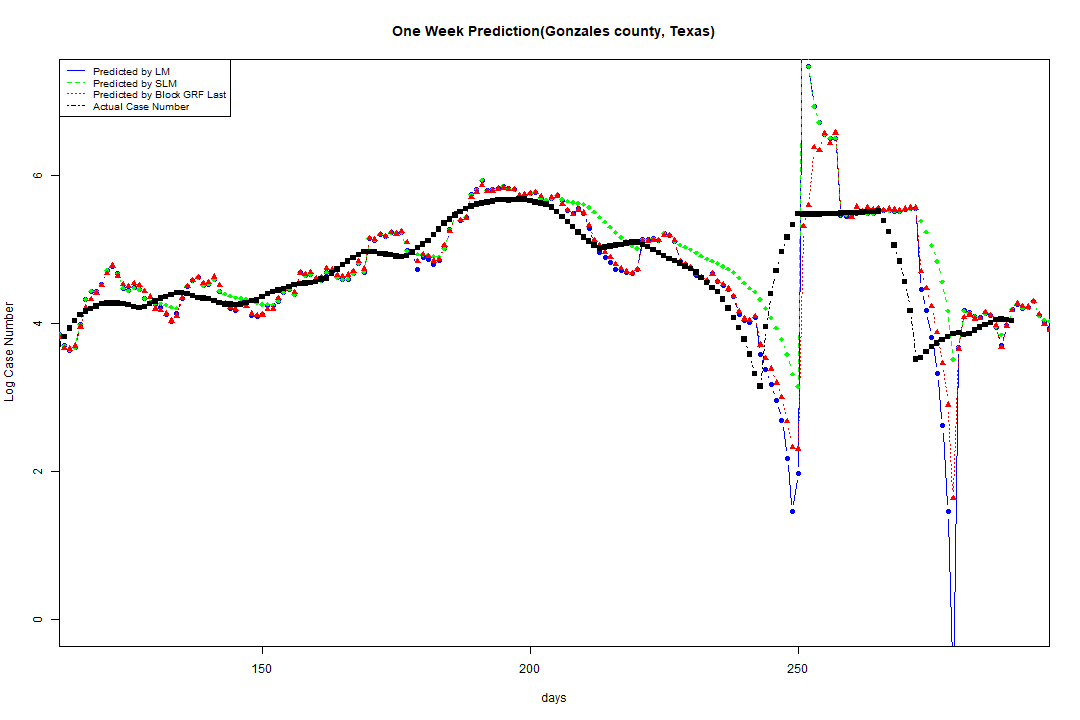 One Week Prediction(Gonzales county, Texas)
Predicted by LM
Predicted by SLM
Predicted by Block GRF Last
Actual Case Number
6
4
2
0
Log Case Number
150
200
250
days